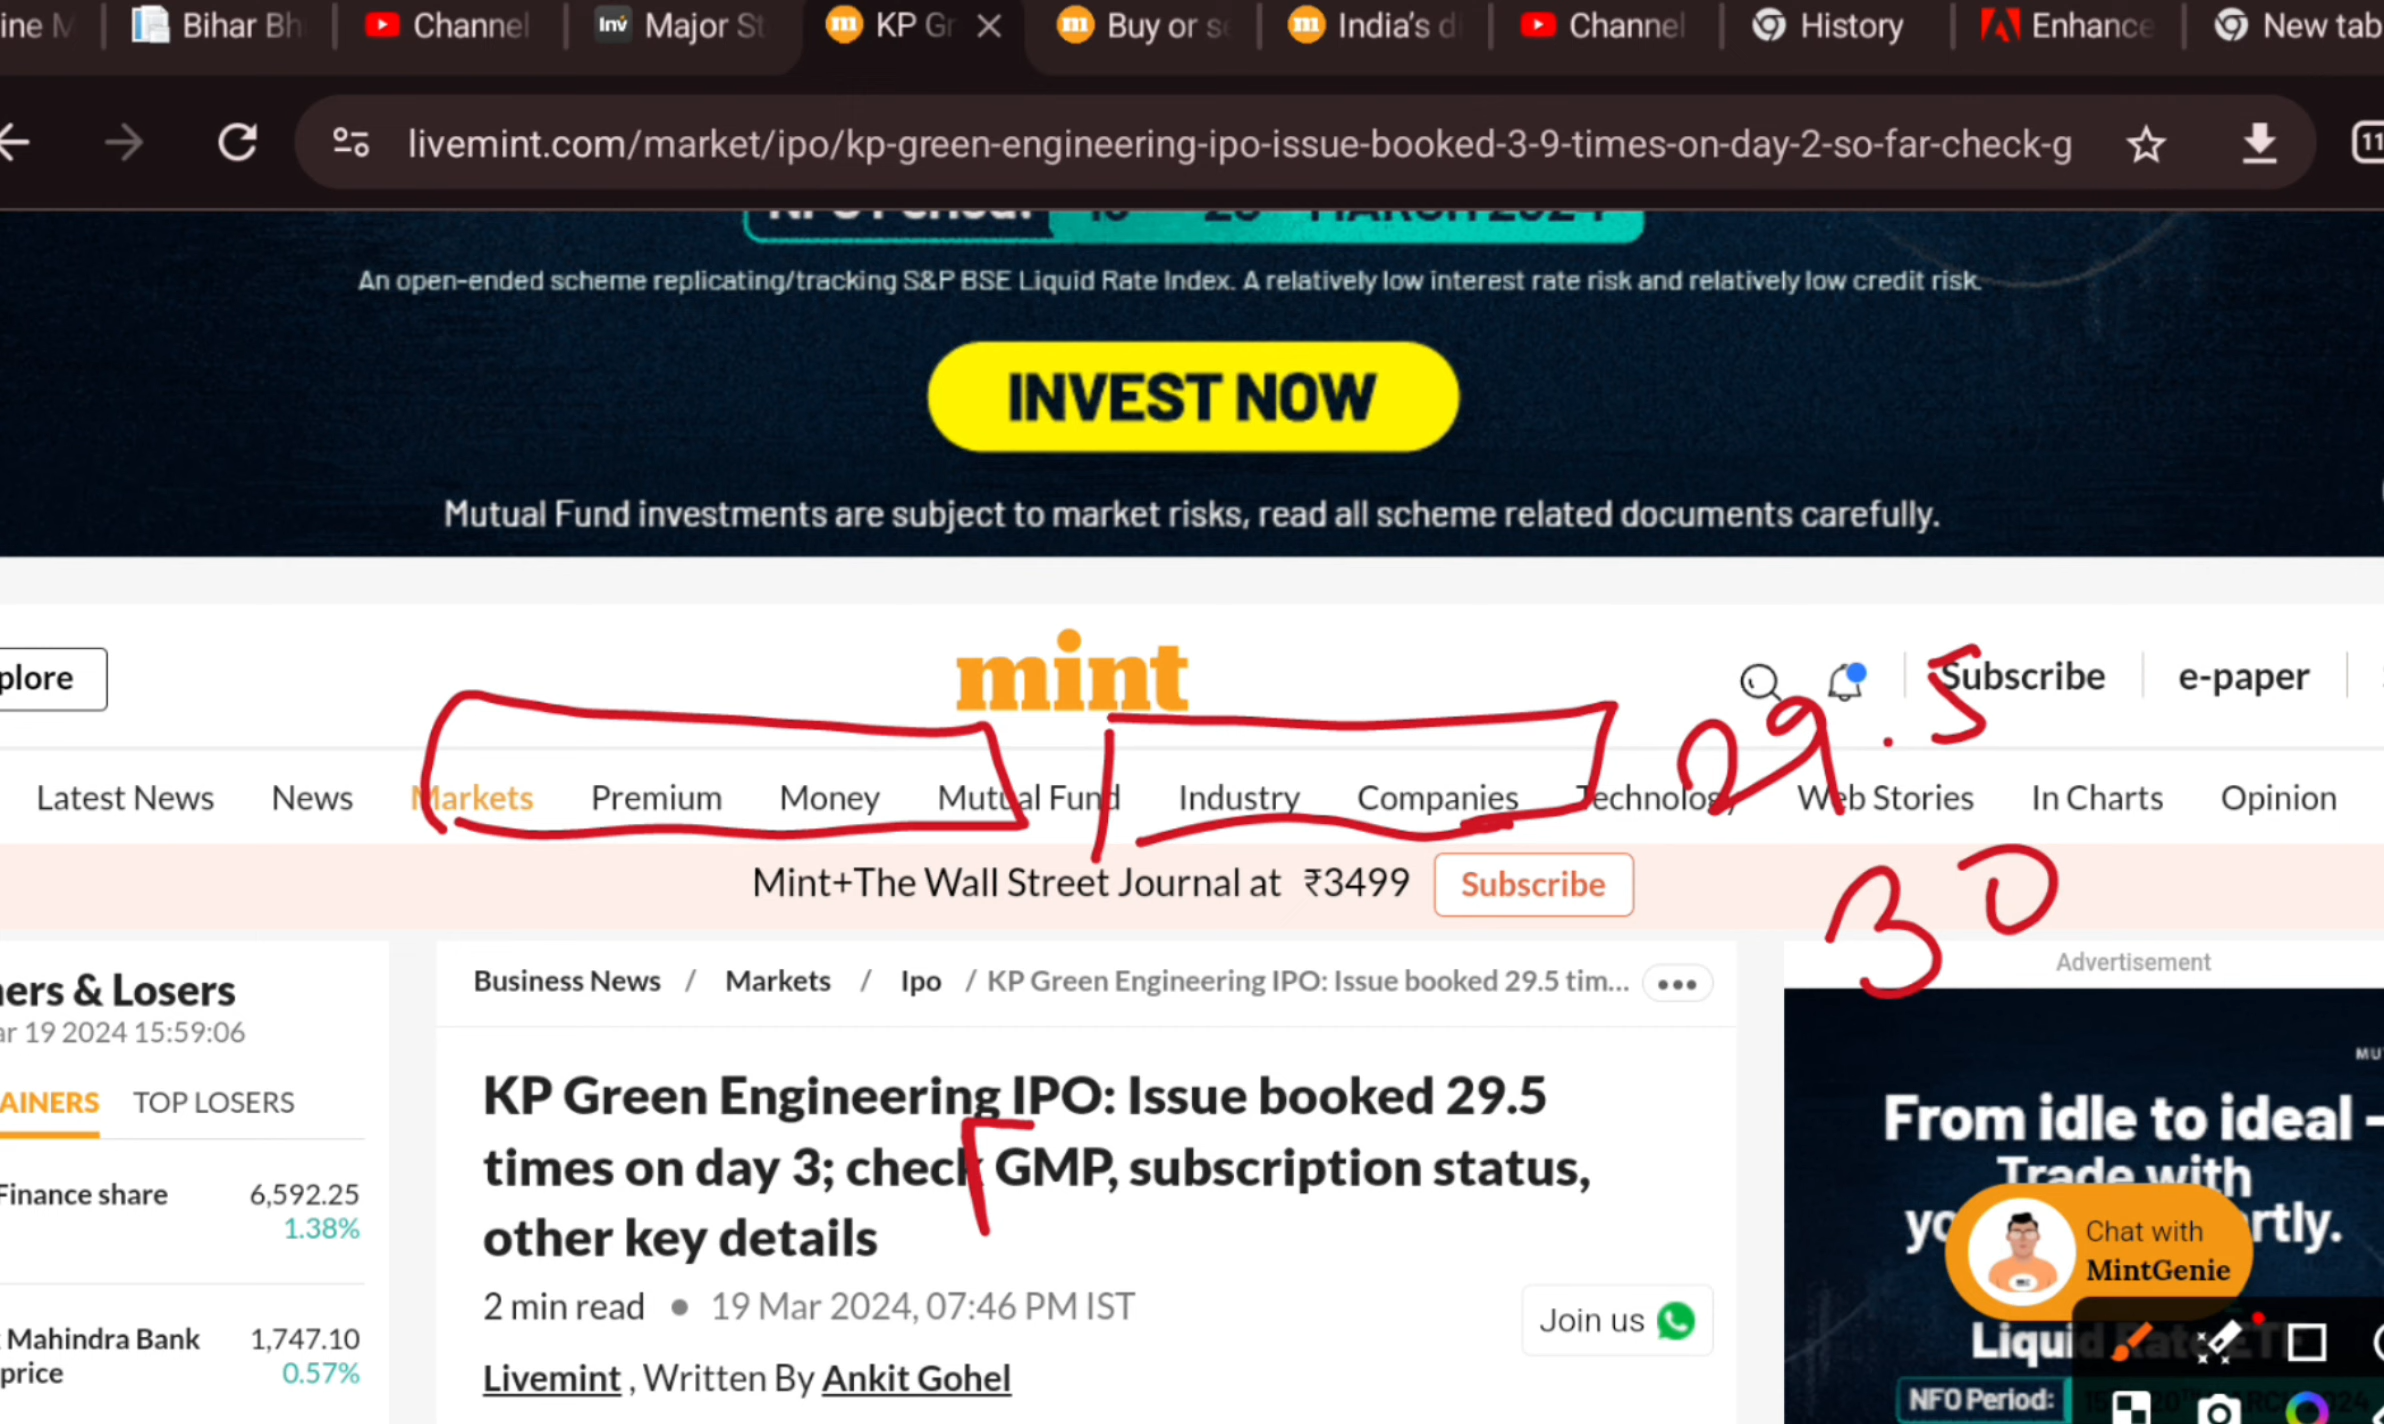 Bihar Bh
Channel
Major St
KP Gr
Buy or se
India's d
Channel
History
Enhance
New tab
livemint.com/market/ipo/kp-green-engineering-ipo-issue-booked-3-9-times-on-day-2-so-far-check-g
An open-ended scheme replicating/tracking S&P BSE Liquid Rate Index. A relatively low interest rate risk and relatively low credit risk.
INVEST NOW
Mutual Fund investments are subject to market risks, read all scheme related documents carefully.
plore
mint
Subscribe
e-paper
29.5
Latest News News Markets Premium Money Mutual Fund Industry Companies Technology Web Stories In Charts Opinion
Mint+The Wall Street Journal at ₹3499 Subscribe
30
Advertisement
Business News / Markets / Ipo / KP Green Engineering IPO: Issue booked 29.5 tim...
ners & Losers
ar 19 2024 15:59:06
AINERS TOP LOSERS
Finance share 6,592.25
1.38%
Mahindra Bank 1,747.10
price 0.57%
KP Green Engineering IPO: Issue booked 29.5
times on day 3; check GMP, subscription status,
other key details
2 min read • 19 Mar 2024, 07:46 PM IST
Join us
Livemint , Written By Ankit Gohel
From idle to ideal –
Trade with
rtly.
Chat with
MintGenie
NFO Period: